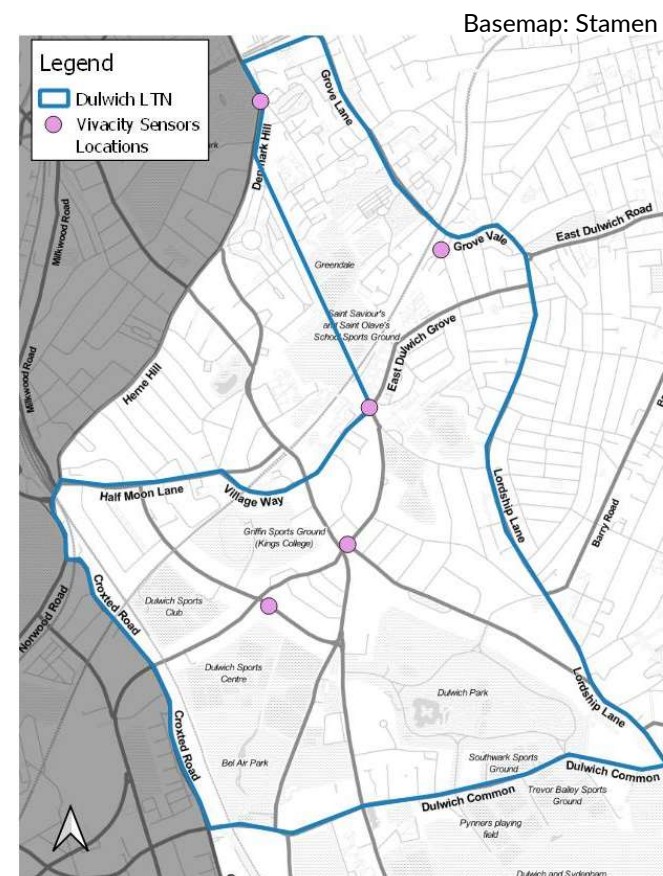 Basemap: Stamen
Legend
Dulwich LTN
Vivacity Sensors
Locations
Grove Lane
Denmark Hill
Milkwood Road
Greendale
Grove Vale
East Dulwich Road
Saint Saviour's
and Saint Olave's
School Sports Ground
East Dulwich Grove
Milkwood Road
Herne Hill
Half Moon Lane
Village Way
Lordship Lane
Barry Road
Griffin Sports Ground
(Kings College)
Norwood Road
Croxted Road
Dulwich Sports
Club
Dulwich Sports
Centre
Dulwich Park
Lordship Lane
Croxted Road
Bel Air Park
Southwark Sports
Ground
Dulwich Common
Dulwich Common
Trevor Bailey Sports
Ground
Pynners playing
field
Dulwich and Sydenham